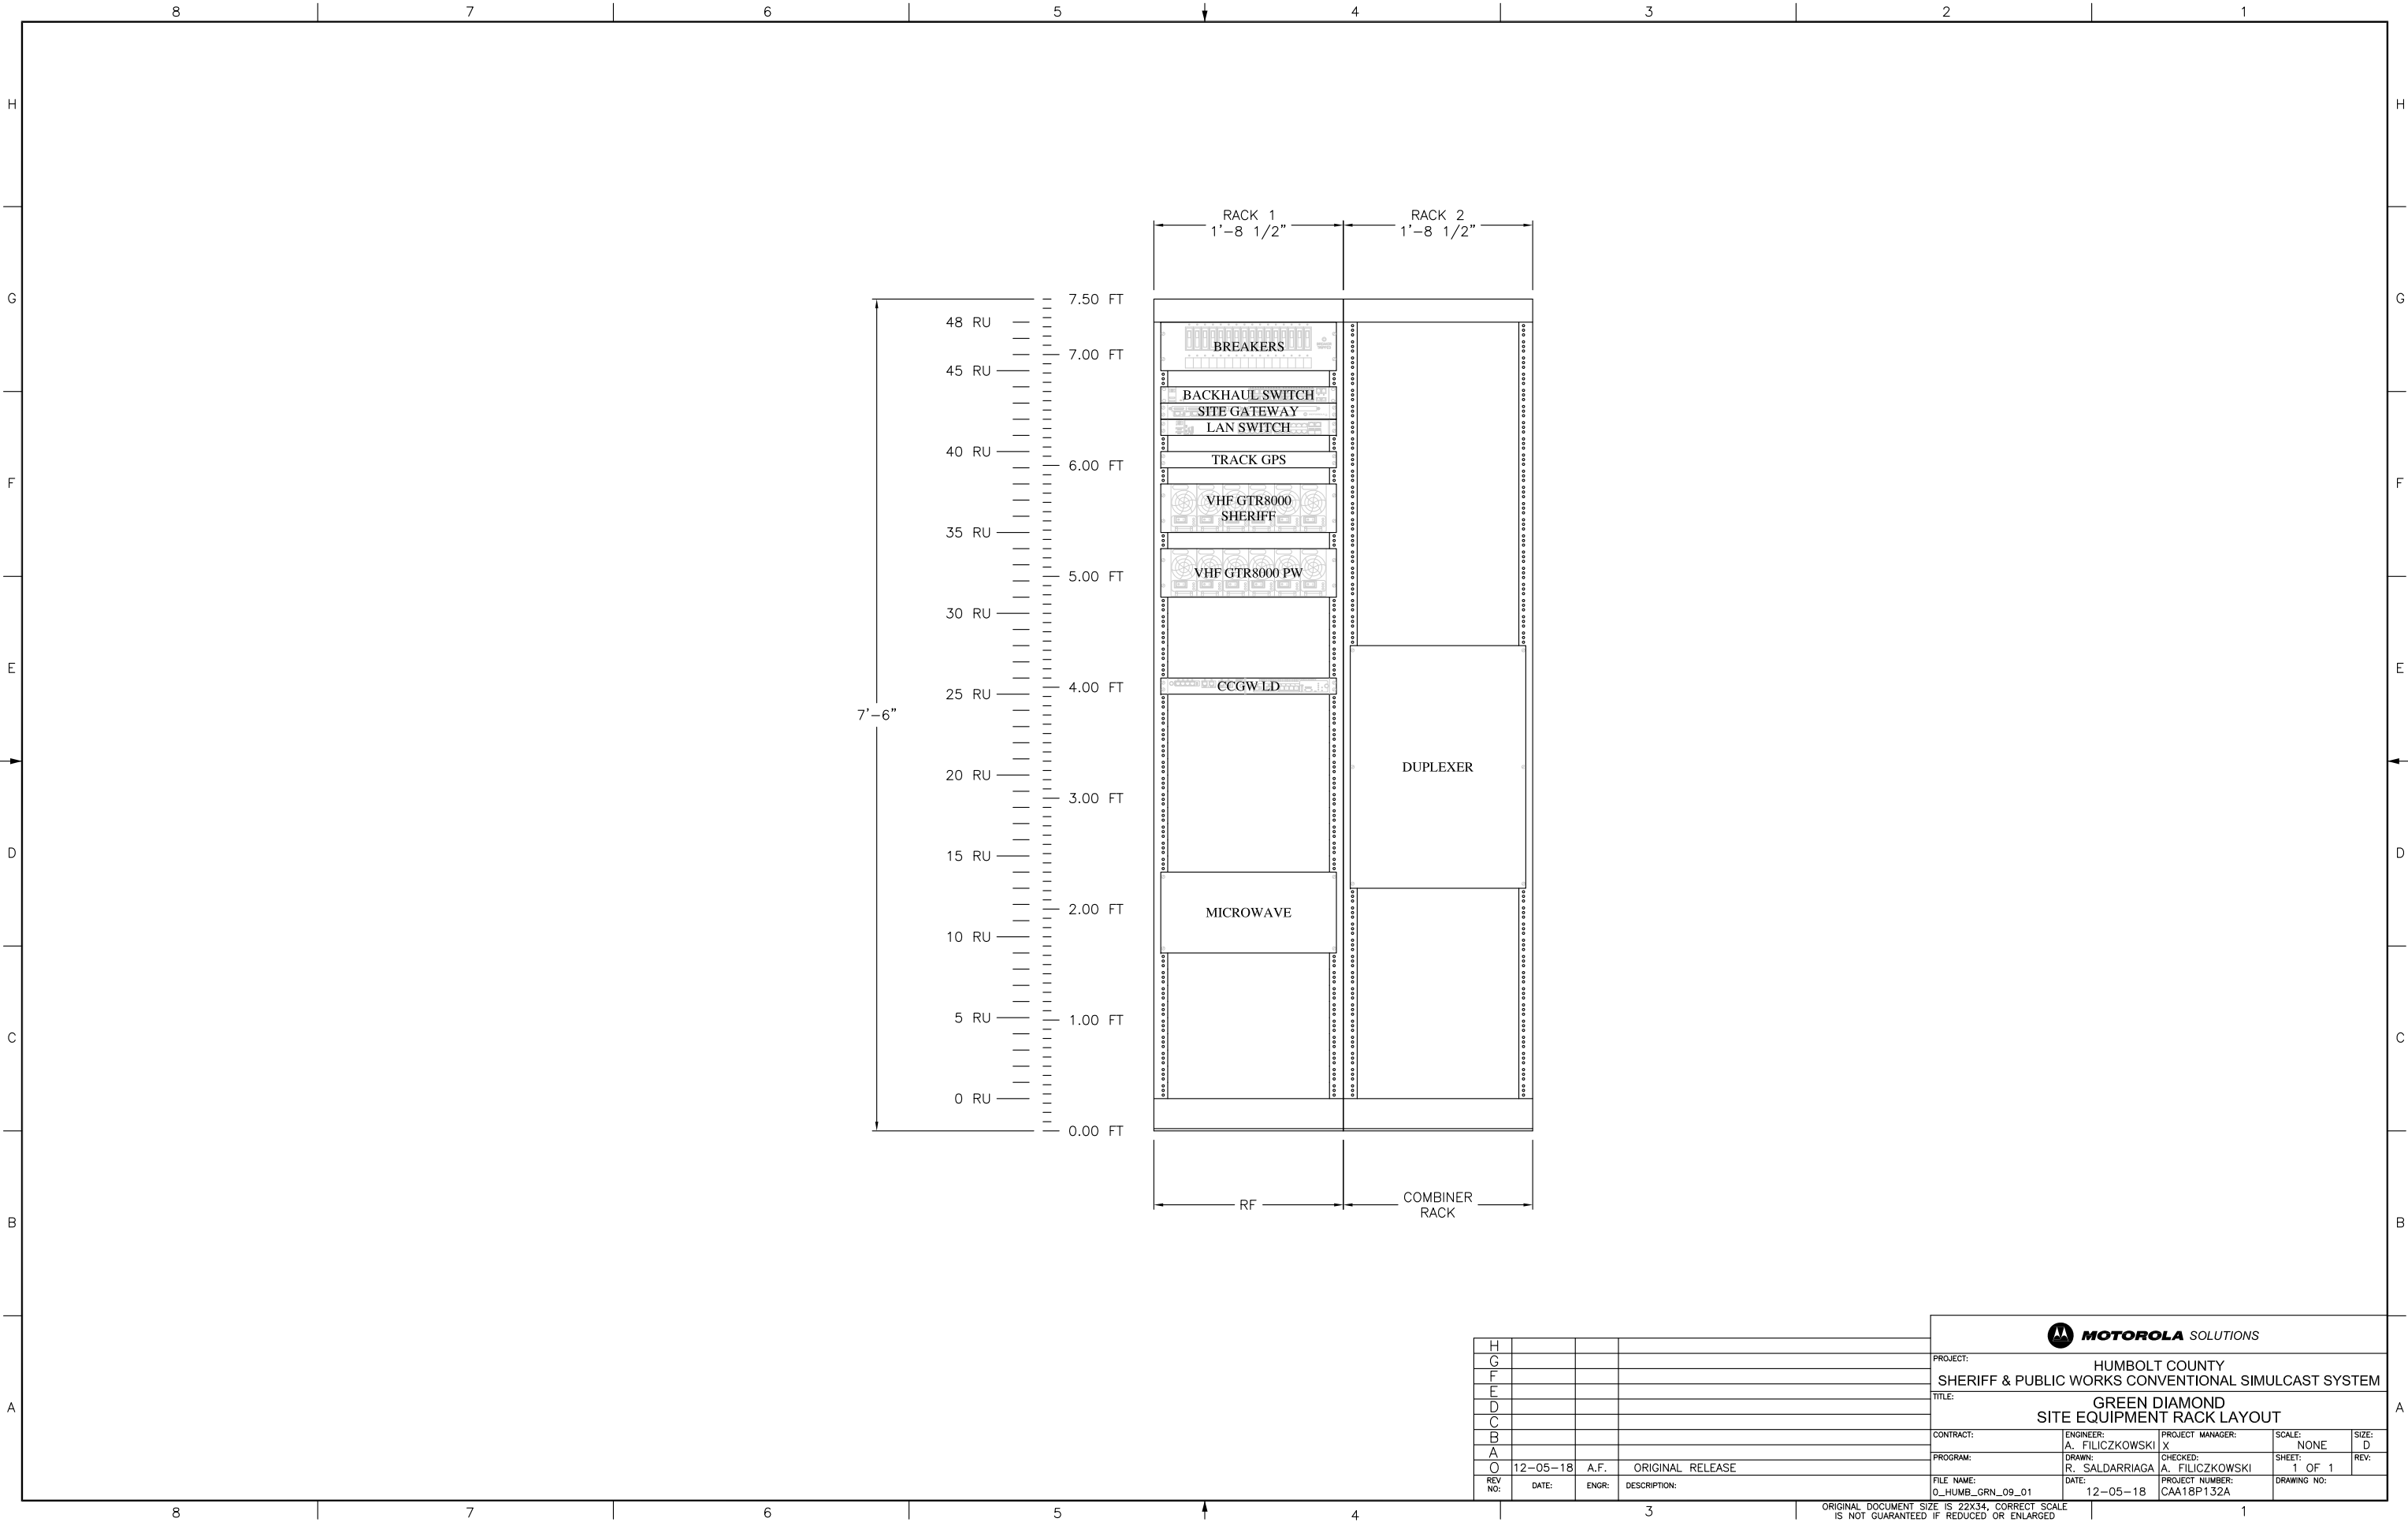 8 7 6 5 4 3 2 1
H H
G G
F F
E E
D D
C C
B B
A A
RACK 1
1'-8 1/2"
RACK 2
1'-8 1/2"
7'-6"
48 RU
45 RU
40 RU
35 RU
30 RU
25 RU
20 RU
15 RU
10 RU
5 RU
0 RU
7.50 FT
7.00 FT
6.00 FT
5.00 FT
4.00 FT
3.00 FT
2.00 FT
1.00 FT
0.00 FT
BREAKERS
BACKHAUL SWITCH
SITE GATEWAY
LAN SWITCH
TRACK GPS
VHF GTR8000
SHERIFF
VHF GTR8000 PW
CCGW LD
MICROWAVE
DUPLEXER
RF
COMBINER
RACK
H
G
F
E
D
C
B
A
O 12-05-18 A.F. ORIGINAL RELEASE
REV NO: DATE: ENGR: DESCRIPTION:
MOTOROLA SOLUTIONS
PROJECT:
HUMBOLT COUNTY
SHERIFF & PUBLIC WORKS CONVENTIONAL SIMULCAST SYSTEM
TITLE:
GREEN DIAMOND
SITE EQUIPMENT RACK LAYOUT
CONTRACT: ENGINEER: PROJECT MANAGER: SCALE: SIZE:
A. FILICZKOWSKI X NONE D
PROGRAM: DRAWN: CHECKED: SHEET: REV:
R. SALDARRIAGA A. FILICZKOWSKI 1 OF 1
FILE NAME: DATE: PROJECT NUMBER: DRAWING NO:
0_HUMB_GRN_09_01 12-05-18 CAA18P132A
8 7 6 5 4 3 1
ORIGINAL DOCUMENT SIZE IS 22X34, CORRECT SCALE
IS NOT GUARANTEED IF REDUCED OR ENLARGED